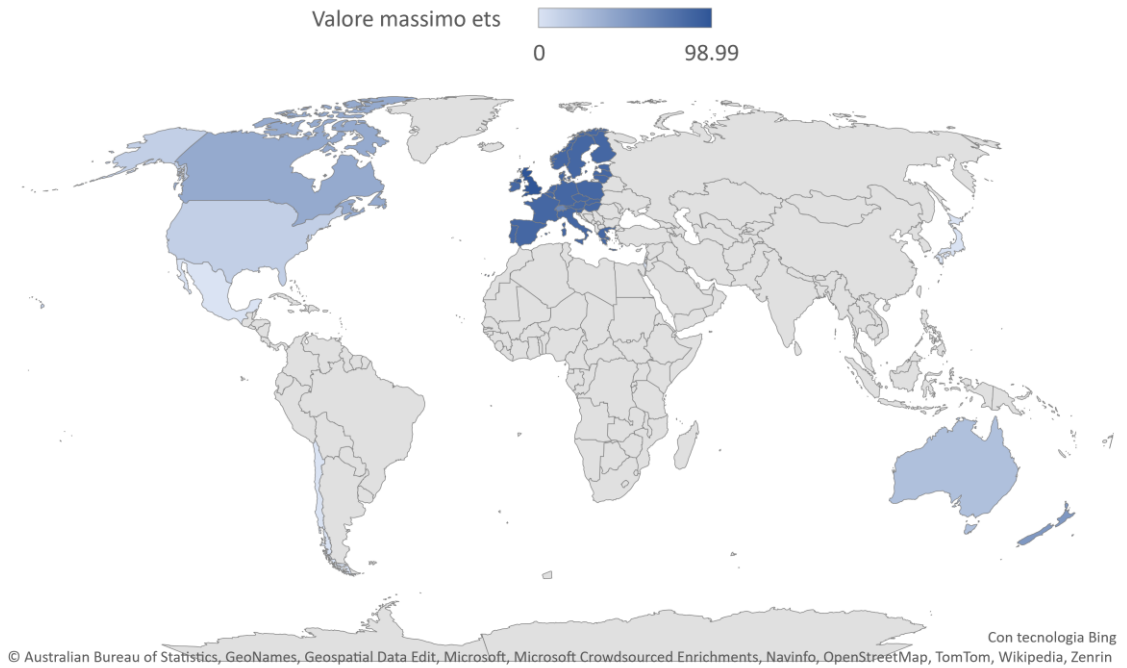 Valore massimo ets
0 98.99
Con tecnologia Bing
© Australian Bureau of Statistics, GeoNames, Geospatial Data Edit, Microsoft, Microsoft Crowdsourced Enrichments, Navinfo, OpenStreetMap, TomTom, Wikipedia, Zenrin